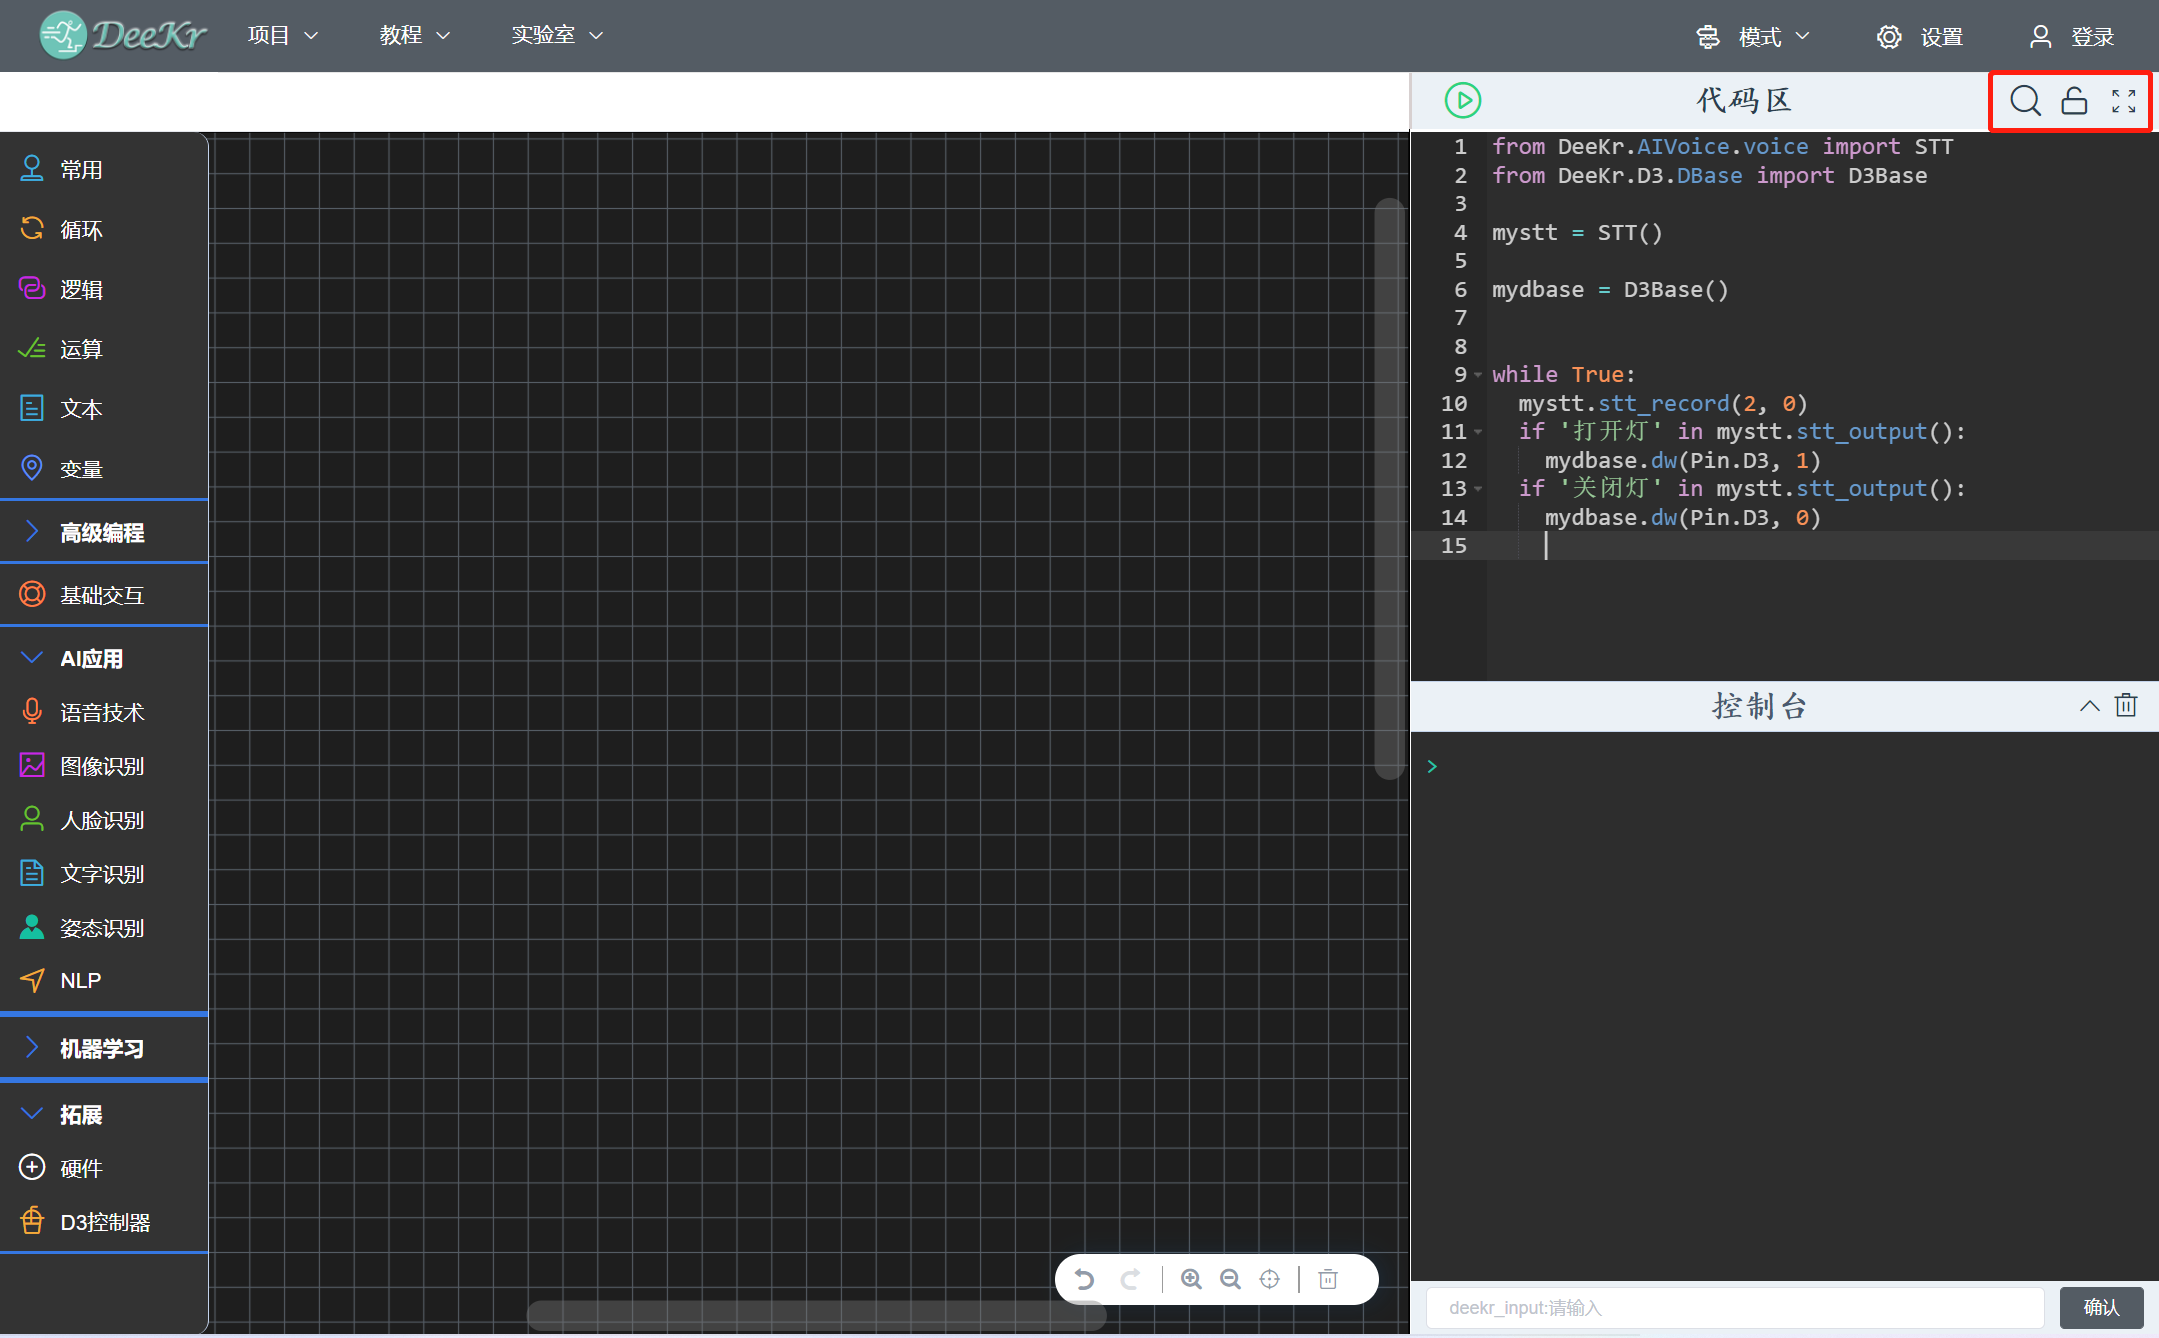 DeeKr 项目 教程 实验室 模式 设置 登录
代码区
常用
循环
逻辑
运算
文本
变量
高级编程
基础交互
AI应用
语音技术
图像识别
人脸识别
文字识别
姿态识别
NLP
机器学习
拓展
硬件
D3控制器
1 from DeeKr.AIVoice.voice import STT
2 from DeeKr.D3.DBase import D3Base
3
4 mystt = STT()
5
6 mydbase = D3Base()
7
8
9 while True:
10   mystt.stt_record(2, 0)
11   if '打开灯' in mystt.stt_output():
12     mydbase.dw(Pin.D3, 1)
13   if '关闭灯' in mystt.stt_output():
14     mydbase.dw(Pin.D3, 0)
15
控制台
>
deekr_input:请输入 确认